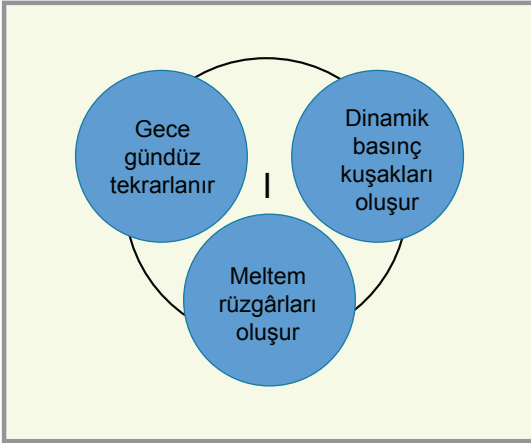 Gece
gündüz
tekrarlanır
Dinamik
basınç
kuşakları
oluşur
I
Meltem
rüzgârları
oluşur